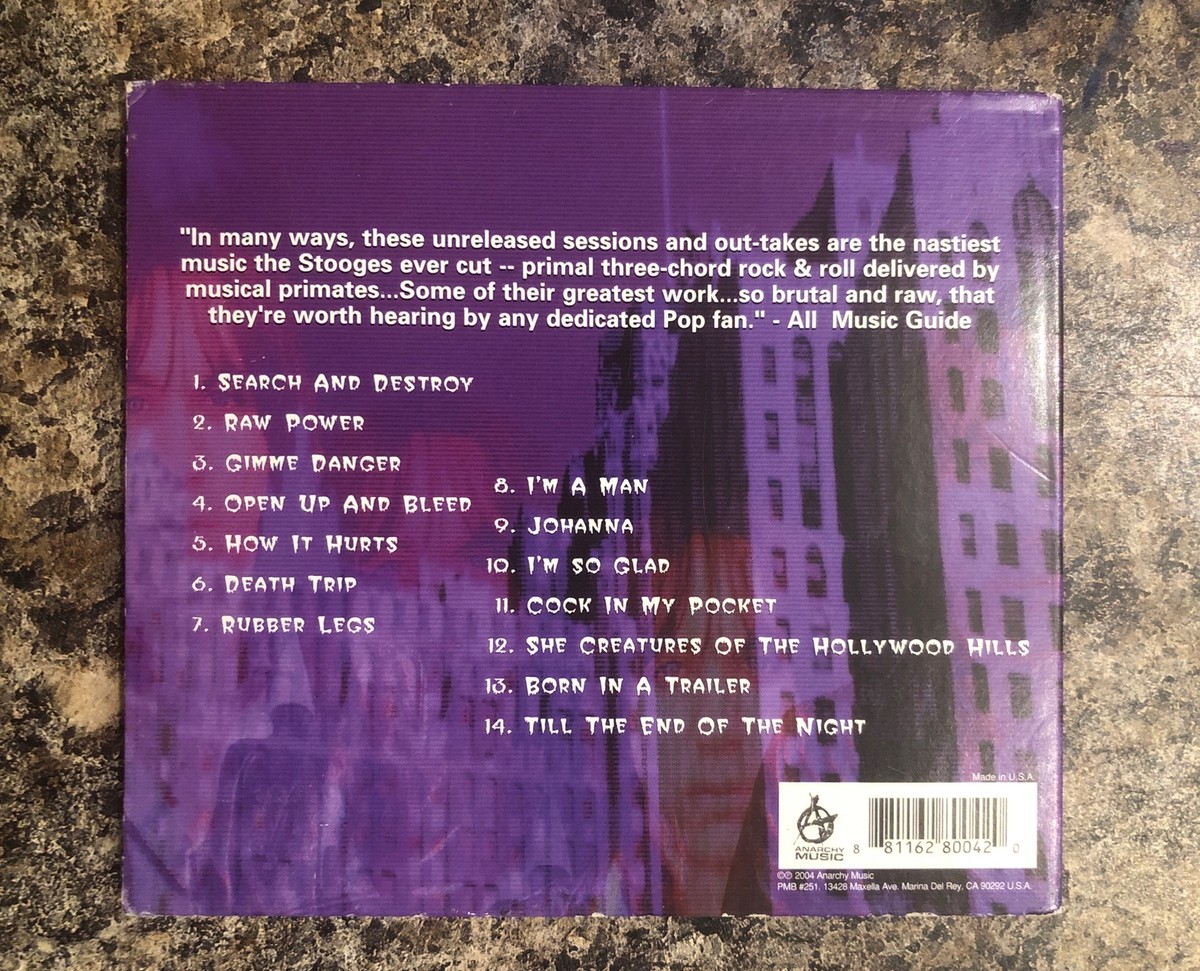 "In many ways, these unreleased sessions and out-takes are the nastiest
music the Stooges ever cut -- primal three-chord rock & roll delivered by
musical primates...Some of their greatest work...so brutal and raw, that
they're worth hearing by any dedicated Pop fan." - All Music Guide
1. Search And Destroy
2. Raw Power
3. Gimme Danger
4. Open Up And Bleed
5. How It Hurts
6. Death Trip
7. Rubber Legs
8. I'm A Man
9. Johanna
10. I'm so Glad
11. Cock In My Pocket
12. She Creatures Of The Hollywood Hills
13. Born In A Trailer
14. Till The End Of The Night
Made in U.S.A.
ANARCHY
MUSIC
8 81162 80042 0
©℗ 2004 Anarchy Music
PMB #251. 13428 Maxella Ave. Marina Del Rey, CA 90292 U.S.A.